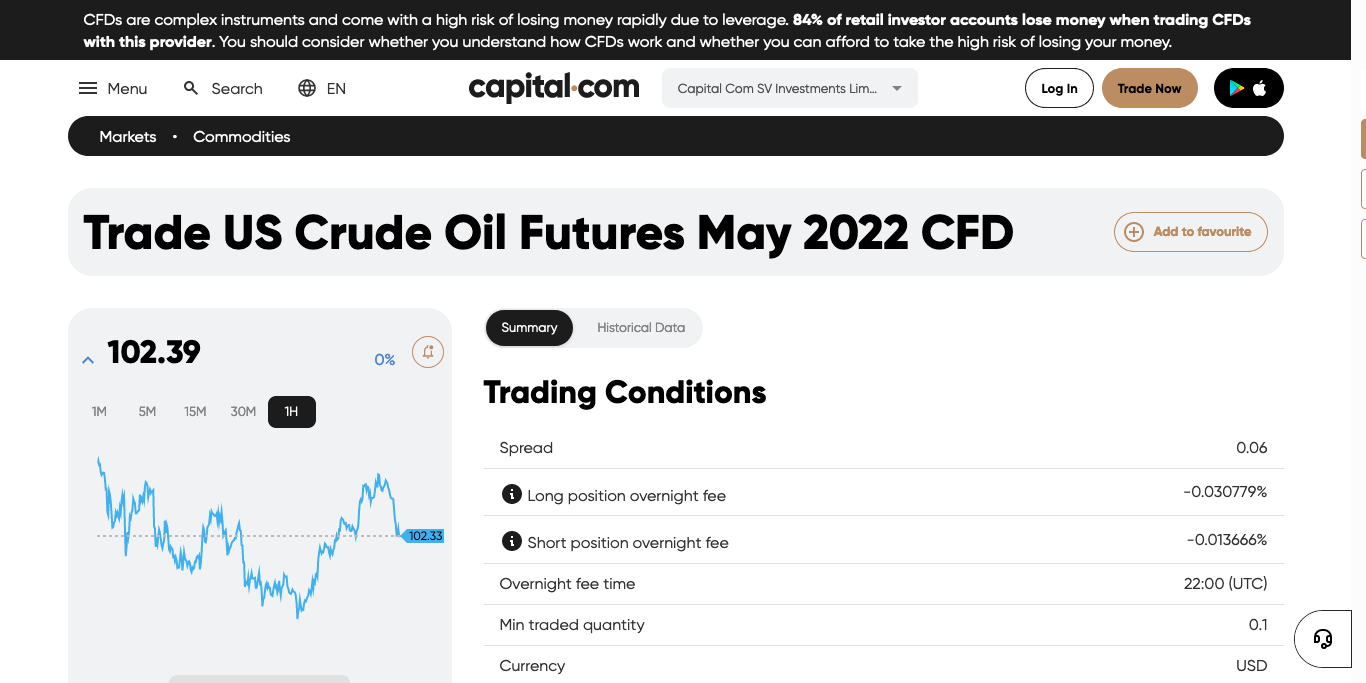 CFDs are complex instruments and come with a high risk of losing money rapidly due to leverage. 84% of retail investor accounts lose money when trading CFDs
with this provider. You should consider whether you understand how CFDs work and whether you can afford to take the high risk of losing your money.
Menu Search EN capital.com Capital Com SV Investments Lim... Log In Trade Now
Markets • Commodities
Trade US Crude Oil Futures May 2022 CFD Add to favourite
102.39 0%
1M 5M 15M 30M 1H
102.33
Summary Historical Data
Trading Conditions
Spread 0.06
Long position overnight fee -0.030779%
Short position overnight fee -0.013666%
Overnight fee time 22:00 (UTC)
Min traded quantity 0.1
Currency USD